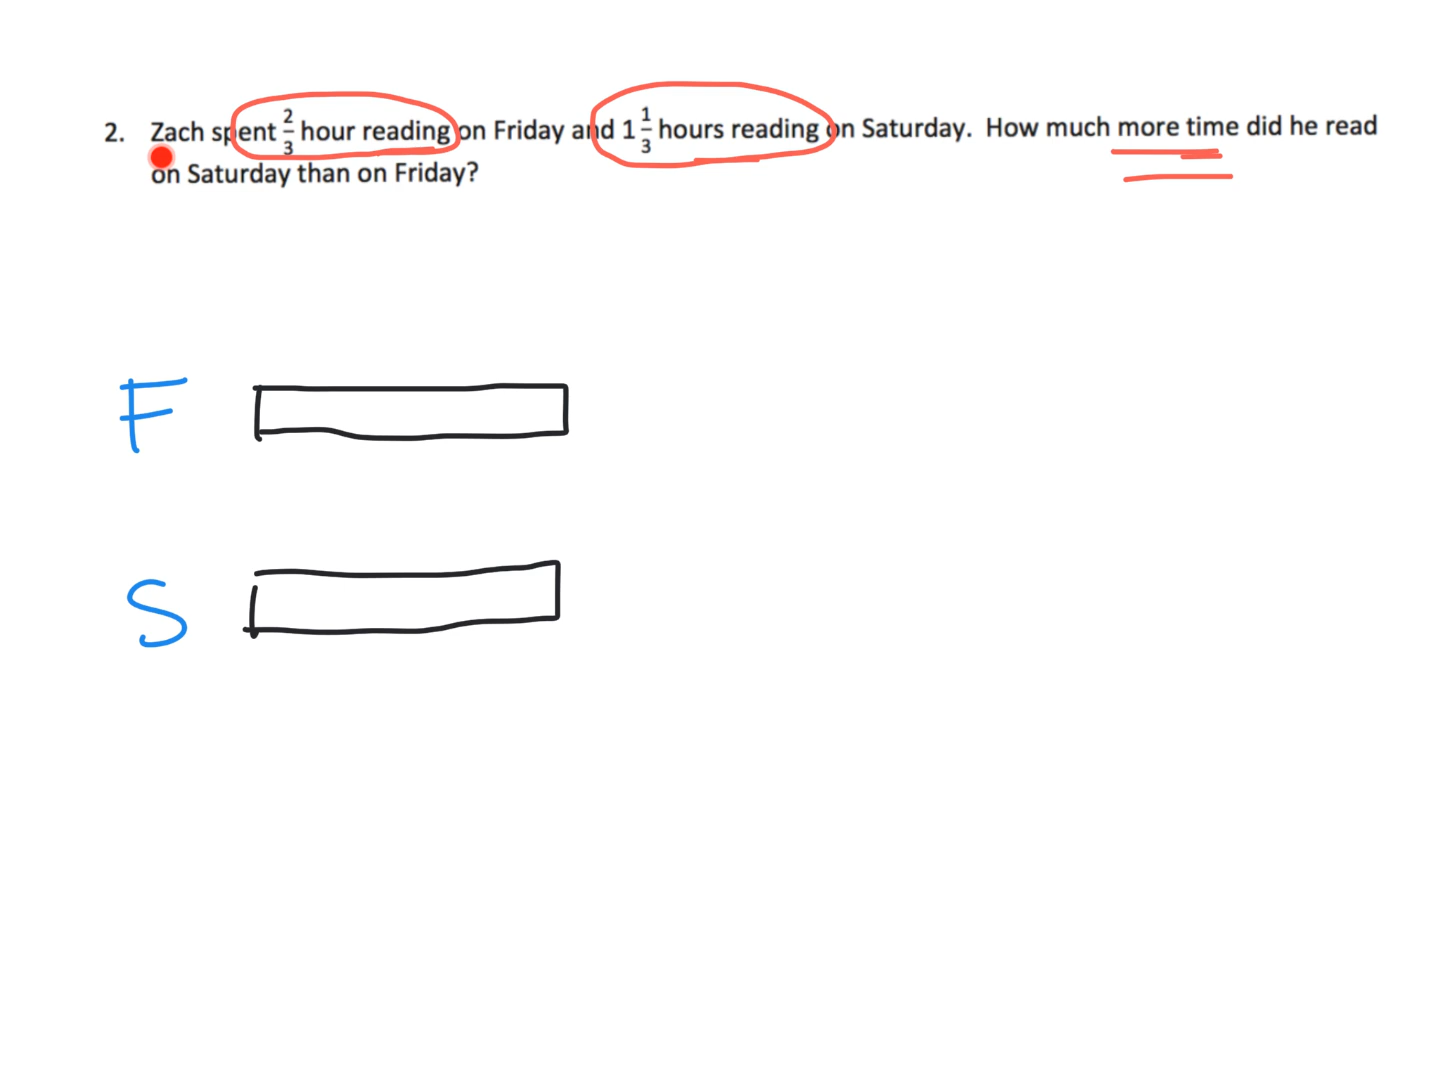 2. Zach spent 2/3 hour reading on Friday and 1 1/3 hours reading on Saturday. How much more time did he read
on Saturday than on Friday?
F
S